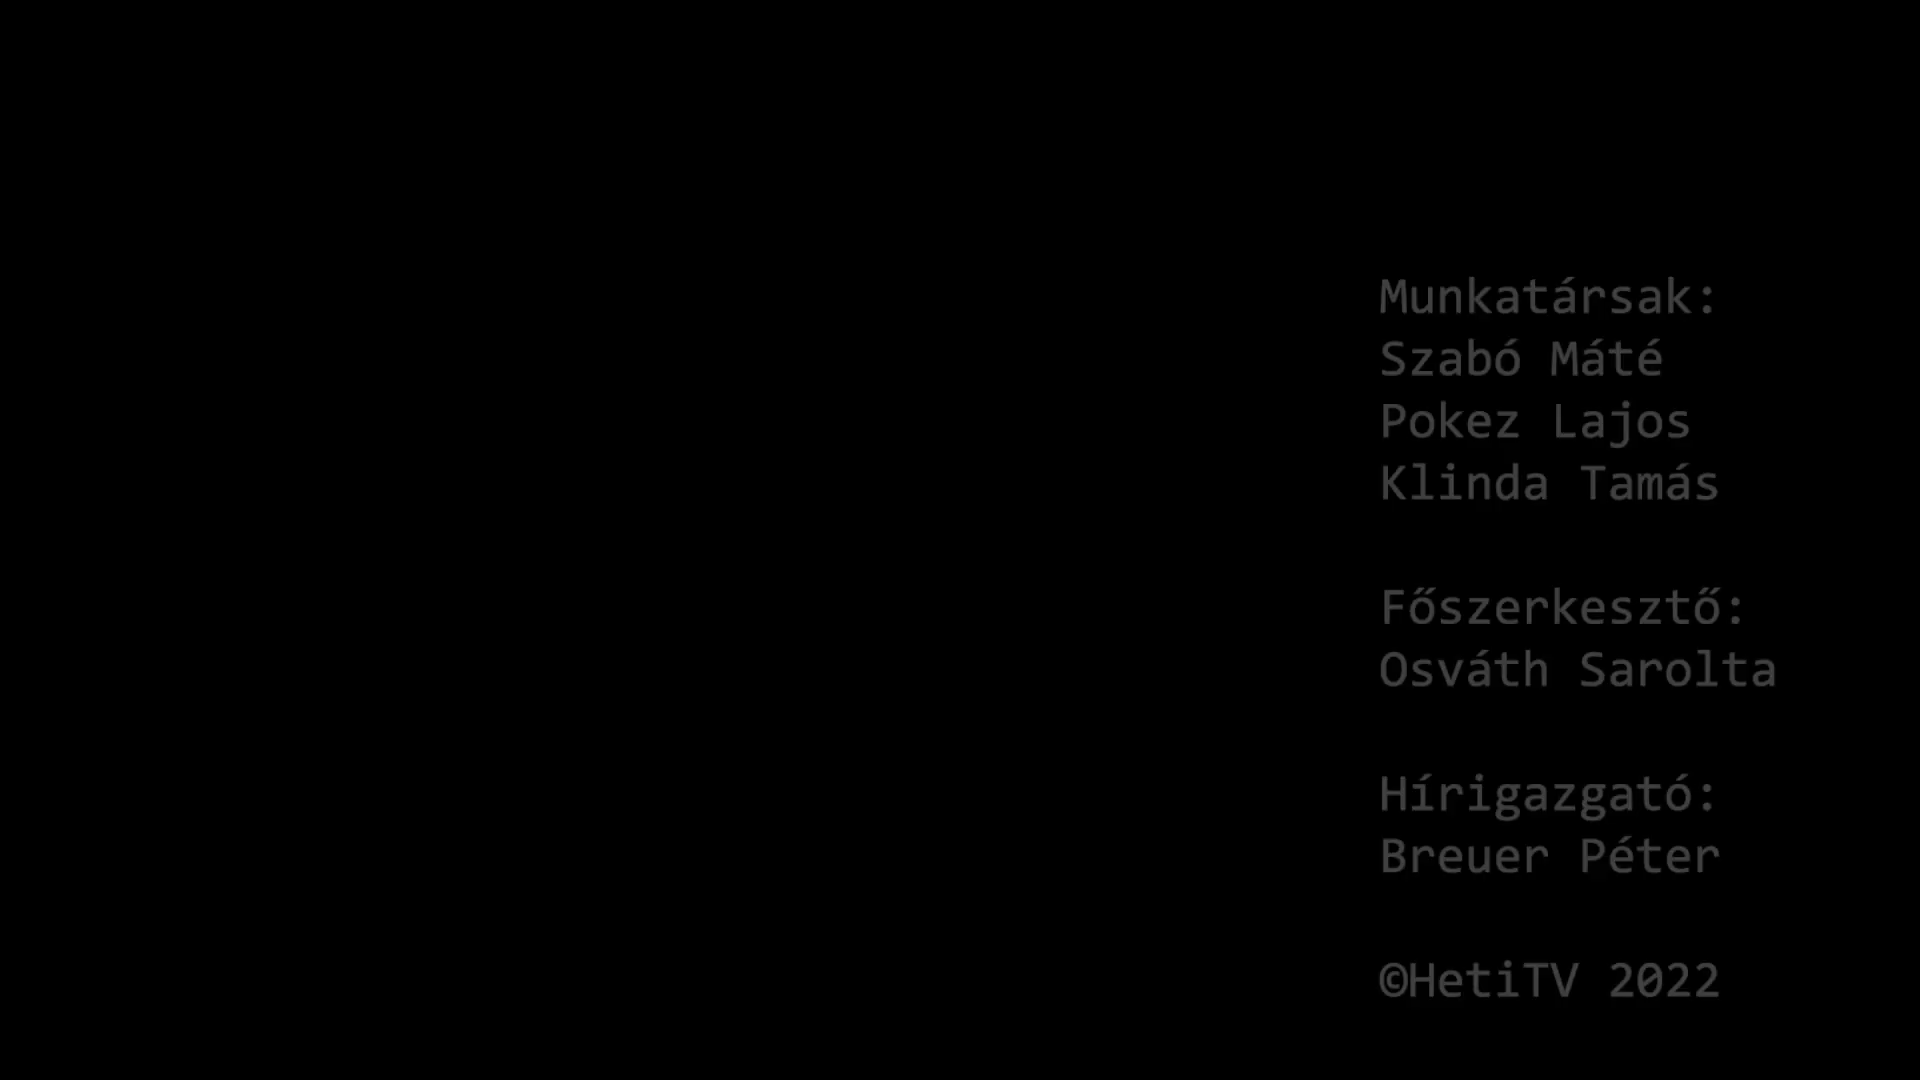 Munkatársak:
Szabó Máté
Pokez Lajos
Klinda Tamás
Főszerkesztő:
Osváth Sarolta
Hírigazgató:
Breuer Péter
©HetiTV 2022